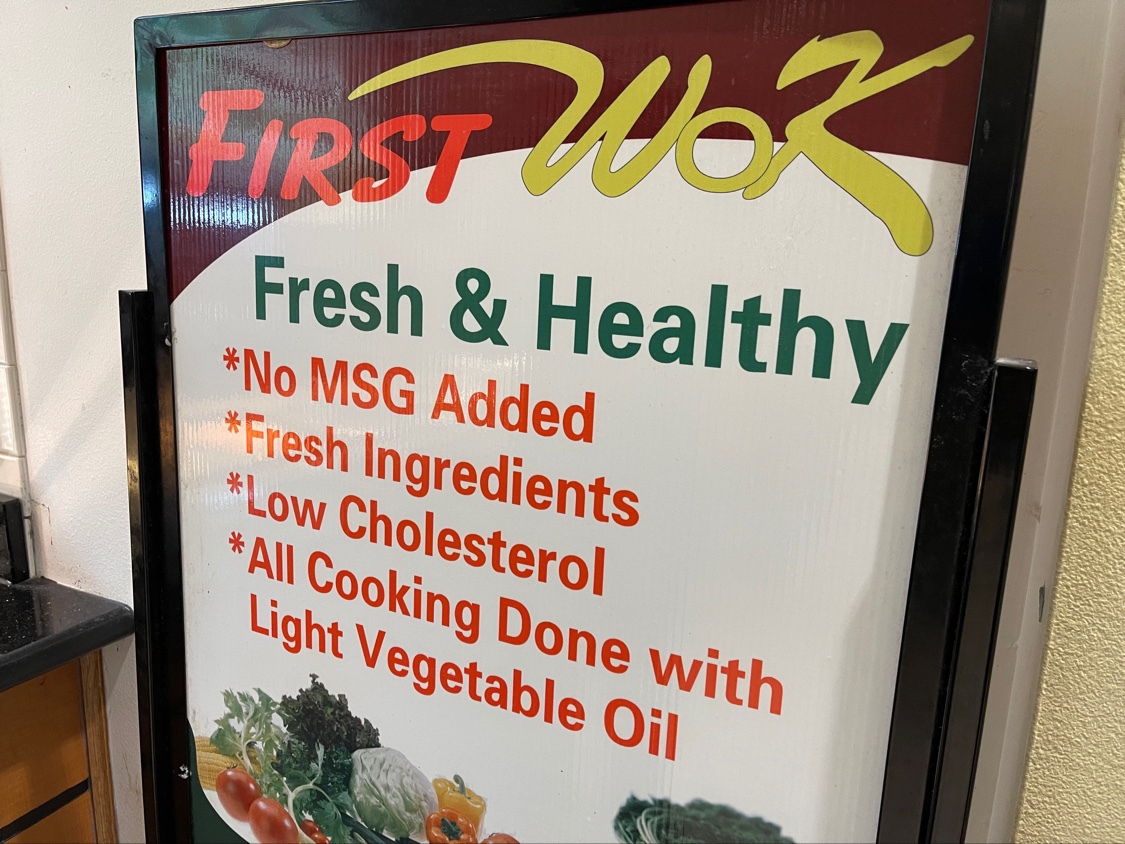 FIRST WoK
Fresh & Healthy
*No MSG Added
*Fresh Ingredients
*Low Cholesterol
*All Cooking Done with
Light Vegetable Oil